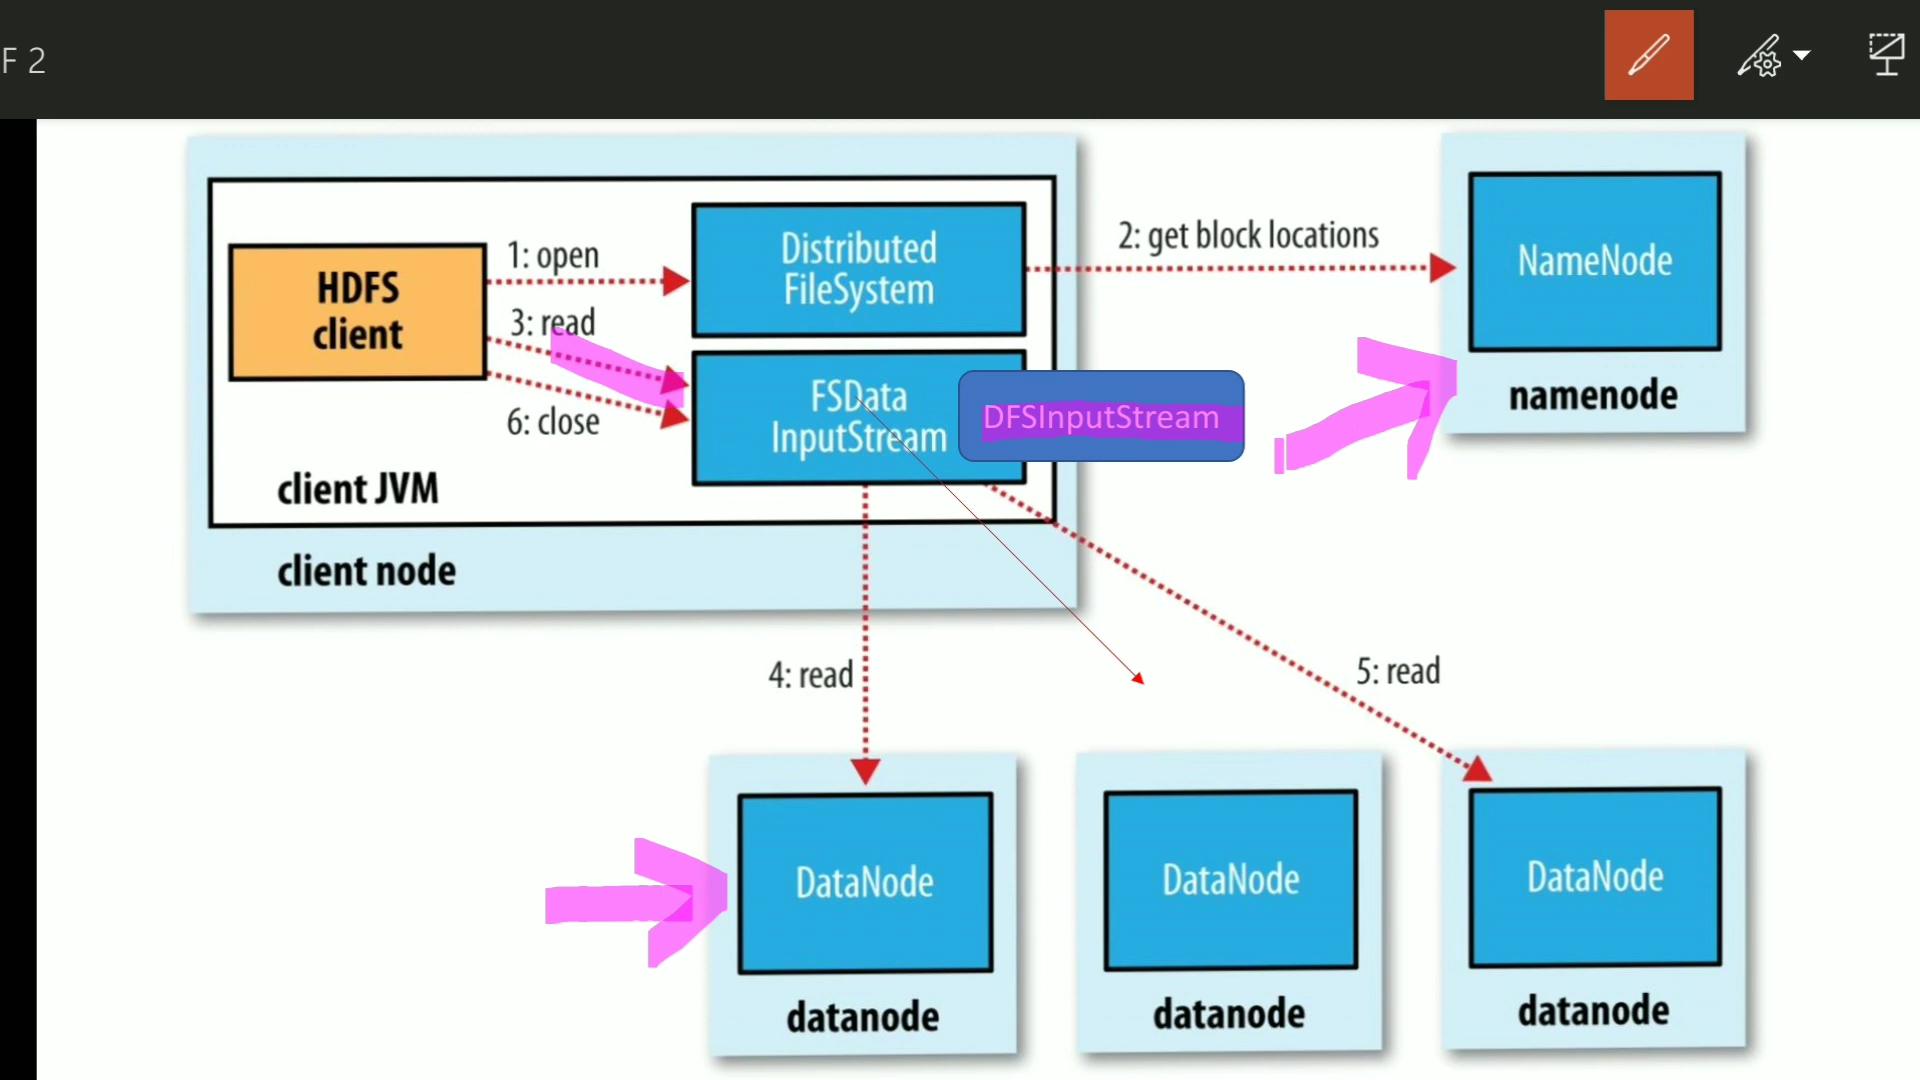 F 2
HDFS
client
1: open
3: read
6: close
Distributed
FileSystem
FSData
InputStream
DFSInputStream
client JVM
client node
2: get block locations
NameNode
namenode
4: read
5: read
DataNode
datanode
DataNode
datanode
DataNode
datanode